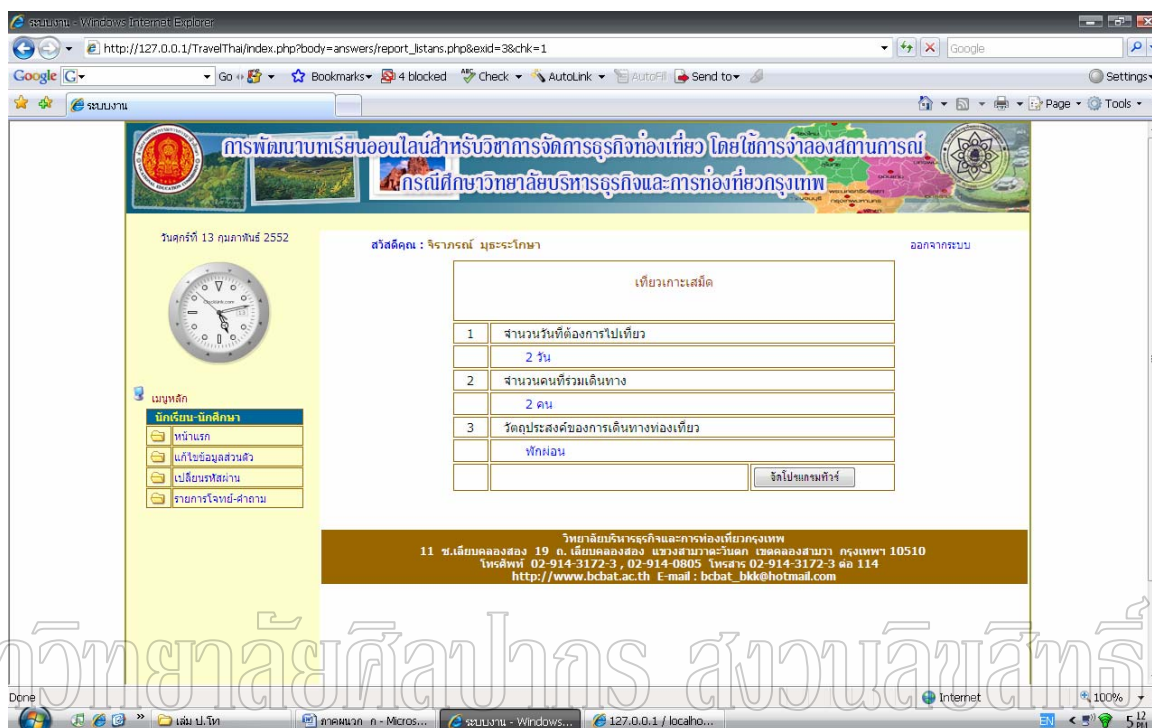 ระบบงาน - Windows Internet Explorer
http://127.0.0.1/TravelThai/index.php?body=answers/report_listans.php&exid=3&chk=1
Google
Google G Go Bookmarks 4 blocked ABC Check AutoLink AutoFill Send to Settings
ระบบงาน Page Tools
การพัฒนาบทเรียนออนไลน์สำหรับวิชาการจัดการธุรกิจท่องเที่ยว โดยใช้การจำลองสถานการณ์
กรณีศึกษาวิทยาลัยบริหารธุรกิจและการท่องเที่ยวกรุงเทพ
วันศุกร์ที่ 13 กุมภาพันธ์ 2552
สวัสดีคุณ : จิราภรณ์ มุธะระโกษา ออกจากระบบ
เที่ยวเกาะเสม็ด
1 จำนวนวันที่ต้องการไปเที่ยว
2 วัน
2 จำนวนคนที่ร่วมเดินทาง
2 คน
3 วัตถุประสงค์ของการเดินทางท่องเที่ยว
พักผ่อน
จัดโปรแกรมทัวร์
เมนูหลัก
นักเรียน-นักศึกษา
หน้าแรก
แก้ไขข้อมูลส่วนตัว
เปลี่ยนรหัสผ่าน
รายการโจทย์-คำถาม
วิทยาลัยบริหารธุรกิจและการท่องเที่ยวกรุงเทพ
11 ซ.เลียบคลองสอง 19 ถ. เลียบคลองสอง แขวงสามวาตะวันตก เขตคลองสามวา กรุงเทพฯ 10510
โทรศัพท์ 02-914-3172-3 , 02-914-0805 โทรสาร 02-914-3172-3 ต่อ 114
http://www.bcbat.ac.th E-mail : bcbat_bkk@hotmail.com
วิทยาลัยศิลปากร สงวนลิขสิทธิ์
Done Internet 100%
เล่ม ป.โท ภาคผนวก ก - Micros... ระบบงาน - Windows... 127.0.0.1 / localho... EN 5:12 PM